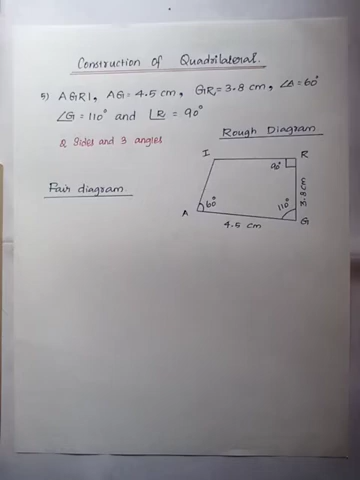 Construction of Quadrilateral.
5) AGRI, AG = 4.5 cm, GR = 3.8 cm, ∠A = 60°
∠G = 110° and ∠R = 90°
2 sides and 3 angles
Rough Diagram
I
R
90°
Fair diagram
3.8 cm
A
60°
110°
G
4.5 cm